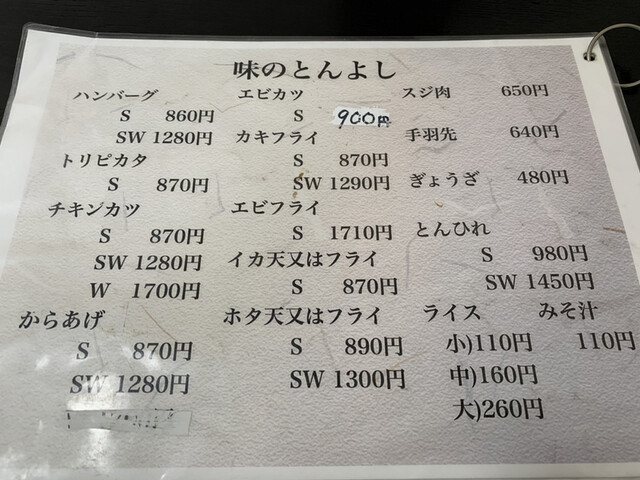 味のとんよし
ハンバーグ
S 860円
SW 1280円
トリピカタ
S 870円
チキンカツ
S 870円
SW 1280円
W 1700円
からあげ
S 870円
SW 1280円
エビカツ
S 900円
カキフライ
S 870円
SW 1290円
エビフライ
S 1710円
イカ天又はフライ
S 870円
ホタ天又はフライ
S 890円
SW 1300円
スジ肉 650円
手羽先 640円
ぎょうざ 480円
とんひれ
S 980円
SW 1450円
ライス
小)110円
中)160円
大)260円
みそ汁
110円